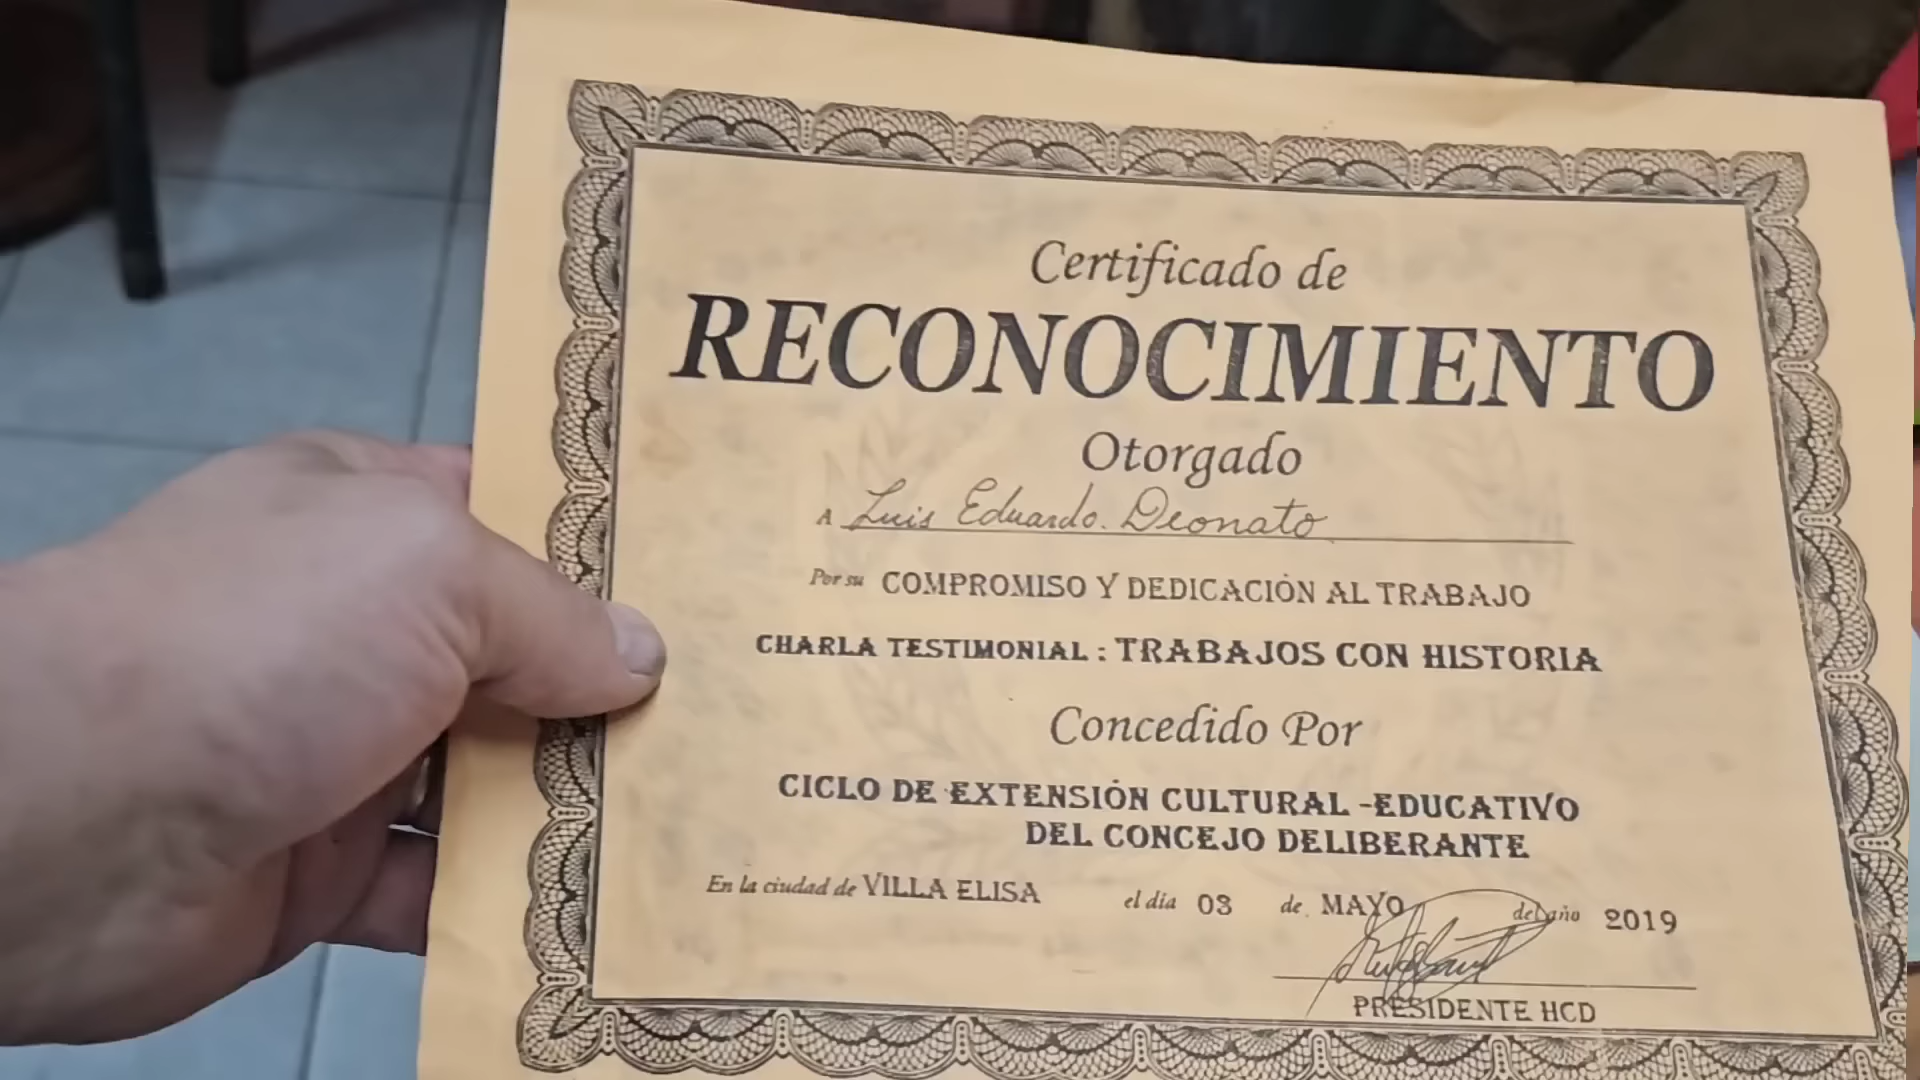 Certificado de
RECONOCIMIENTO
Otorgado
A Luis Eduardo. Deonato
Por su COMPROMISO Y DEDICACIÓN AL TRABAJO
CHARLA TESTIMONIAL : TRABAJOS CON HISTORIA
Concedido Por
CICLO DE EXTENSIÓN CULTURAL -EDUCATIVO
DEL CONCEJO DELIBERANTE
En la ciudad de VILLA ELISA el día 03 de MAYO del año 2019
PRESIDENTE HCD